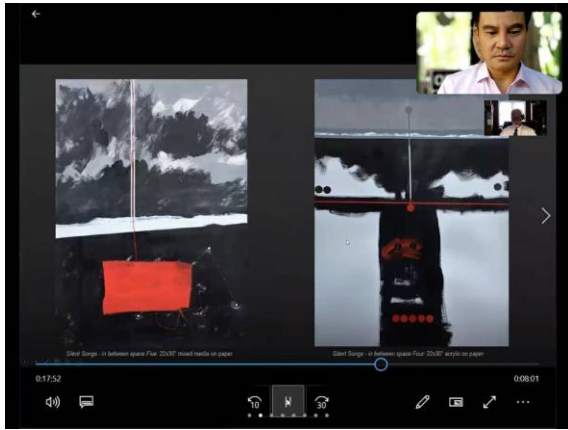 Silent Songs - in between space Five 22x30" mixed media on paper
Silent Songs - in between space Four 22x30" acrylic on paper
0:17:52
0:08:01
10
30